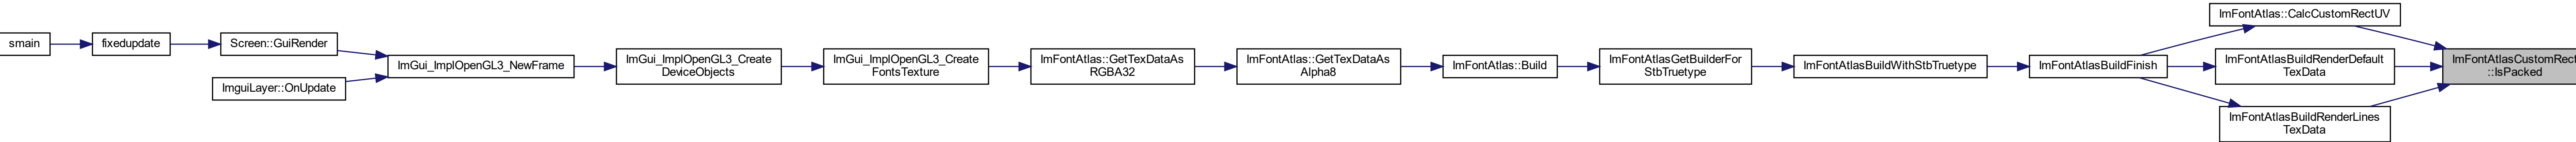 smain
fixedupdate
Screen::GuiRender
ImguiLayer::OnUpdate
ImGui_ImplOpenGL3_NewFrame
ImGui_ImplOpenGL3_Create
DeviceObjects
ImGui_ImplOpenGL3_Create
FontsTexture
ImFontAtlas::GetTexDataAs
RGBA32
ImFontAtlas::GetTexDataAs
Alpha8
ImFontAtlas::Build
ImFontAtlasGetBuilderFor
StbTruetype
ImFontAtlasBuildWithStbTruetype
ImFontAtlasBuildFinish
ImFontAtlas::CalcCustomRectUV
ImFontAtlasBuildRenderDefault
TexData
ImFontAtlasBuildRenderLines
TexData
ImFontAtlasCustomRect
::IsPacked